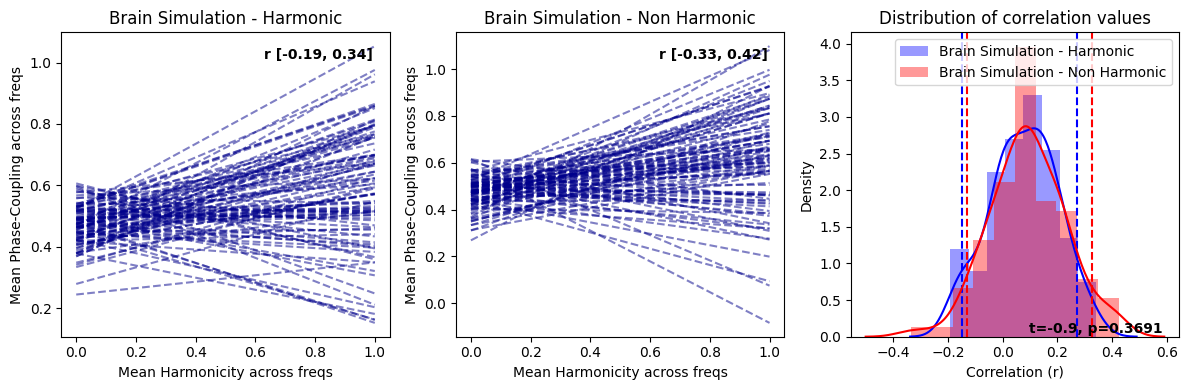 Brain Simulation - Harmonic
r [-0.19, 0.34]
Mean Phase-Coupling across freqs
1.0
0.8
0.6
0.4
0.2
0.0 0.2 0.4 0.6 0.8 1.0
Mean Harmonicity across freqs
Brain Simulation - Non Harmonic
r [-0.33, 0.42]
Mean Phase-Coupling across freqs
1.0
0.8
0.6
0.4
0.2
0.0
0.0 0.2 0.4 0.6 0.8 1.0
Mean Harmonicity across freqs
Distribution of correlation values
Brain Simulation - Harmonic
Brain Simulation - Non Harmonic
Density
4.0
3.5
3.0
2.5
2.0
1.5
1.0
0.5
0.0
t=-0.9, p=0.3691
−0.4 −0.2 0.0 0.2 0.4 0.6
Correlation (r)